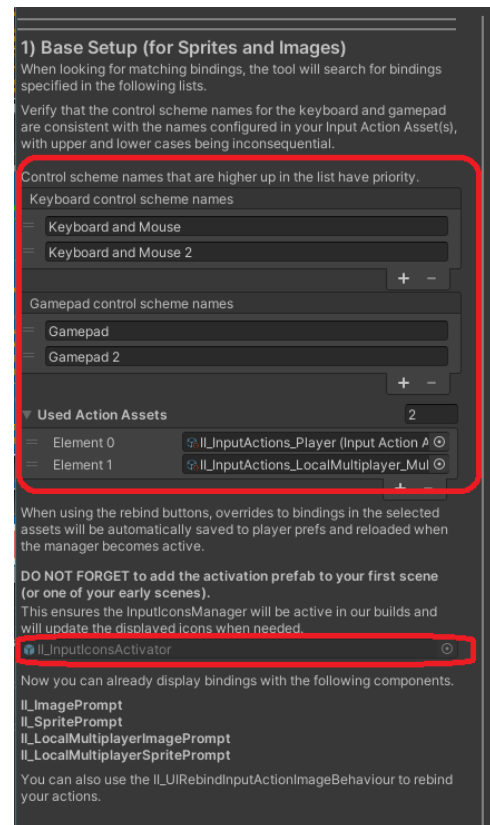 1) Base Setup (for Sprites and Images)
When looking for matching bindings, the tool will search for bindings
specified in the following lists.
Verify that the control scheme names for the keyboard and gamepad
are consistent with the names configured in your Input Action Asset(s),
with upper and lower cases being inconsequential.
Control scheme names that are higher up in the list have priority.
Keyboard control scheme names
Keyboard and Mouse
Keyboard and Mouse 2
+ −
Gamepad control scheme names
Gamepad
Gamepad 2
+ −
Used Action Assets 2
Element 0 II_InputActions_Player (Input Action A
Element 1 II_InputActions_LocalMultiplayer_Mul
+ −
When using the rebind buttons, overrides to bindings in the selected
assets will be automatically saved to player prefs and reloaded when
the manager becomes active.
DO NOT FORGET to add the activation prefab to your first scene
(or one of your early scenes).
This ensures the InputIconsManager will be active in our builds and
will update the displayed icons when needed.
II_InputIconsActivator
Now you can already display bindings with the following components.
II_ImagePrompt
II_SpritePrompt
II_LocalMultiplayerImagePrompt
II_LocalMultiplayerSpritePrompt
You can also use the II_UIRebindInputActionImageBehaviour to rebind
your actions.